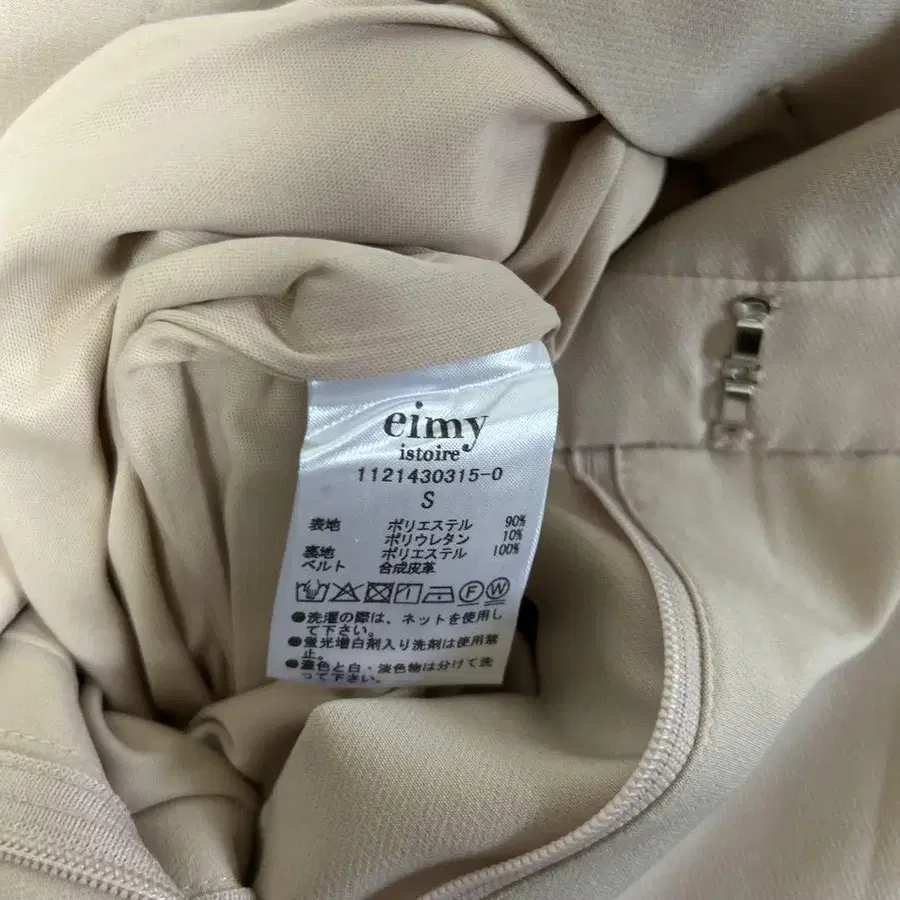 eimy
istoire
1121430315-0
S
表地 ポリエステル 90%
ポリウレタン 10%
裏地 ポリエステル 100%
ベルト 合成皮革
F W
●洗濯の際は、ネットを使用し
て下さい。
●蛍光増白剤入り洗剤は使用禁
止。
●濃色と白・淡色物は分けて洗
って下さい。